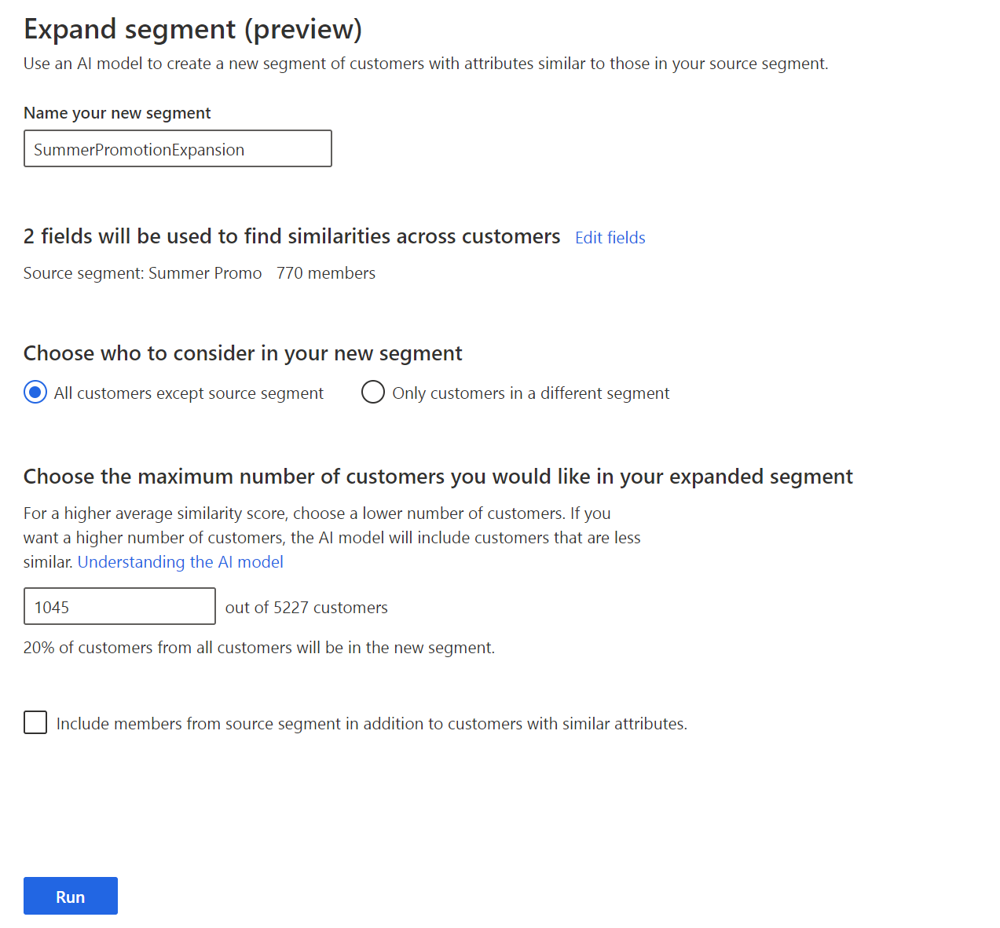 Expand segment (preview)
Use an AI model to create a new segment of customers with attributes similar to those in your source segment.
Name your new segment
SummerPromotionExpansion
2 fields will be used to find similarities across customers Edit fields
Source segment: Summer Promo 770 members
Choose who to consider in your new segment
All customers except source segment Only customers in a different segment
Choose the maximum number of customers you would like in your expanded segment
For a higher average similarity score, choose a lower number of customers. If you
want a higher number of customers, the AI model will include customers that are less
similar. Understanding the AI model
1045 out of 5227 customers
20% of customers from all customers will be in the new segment.
Include members from source segment in addition to customers with similar attributes.
Run